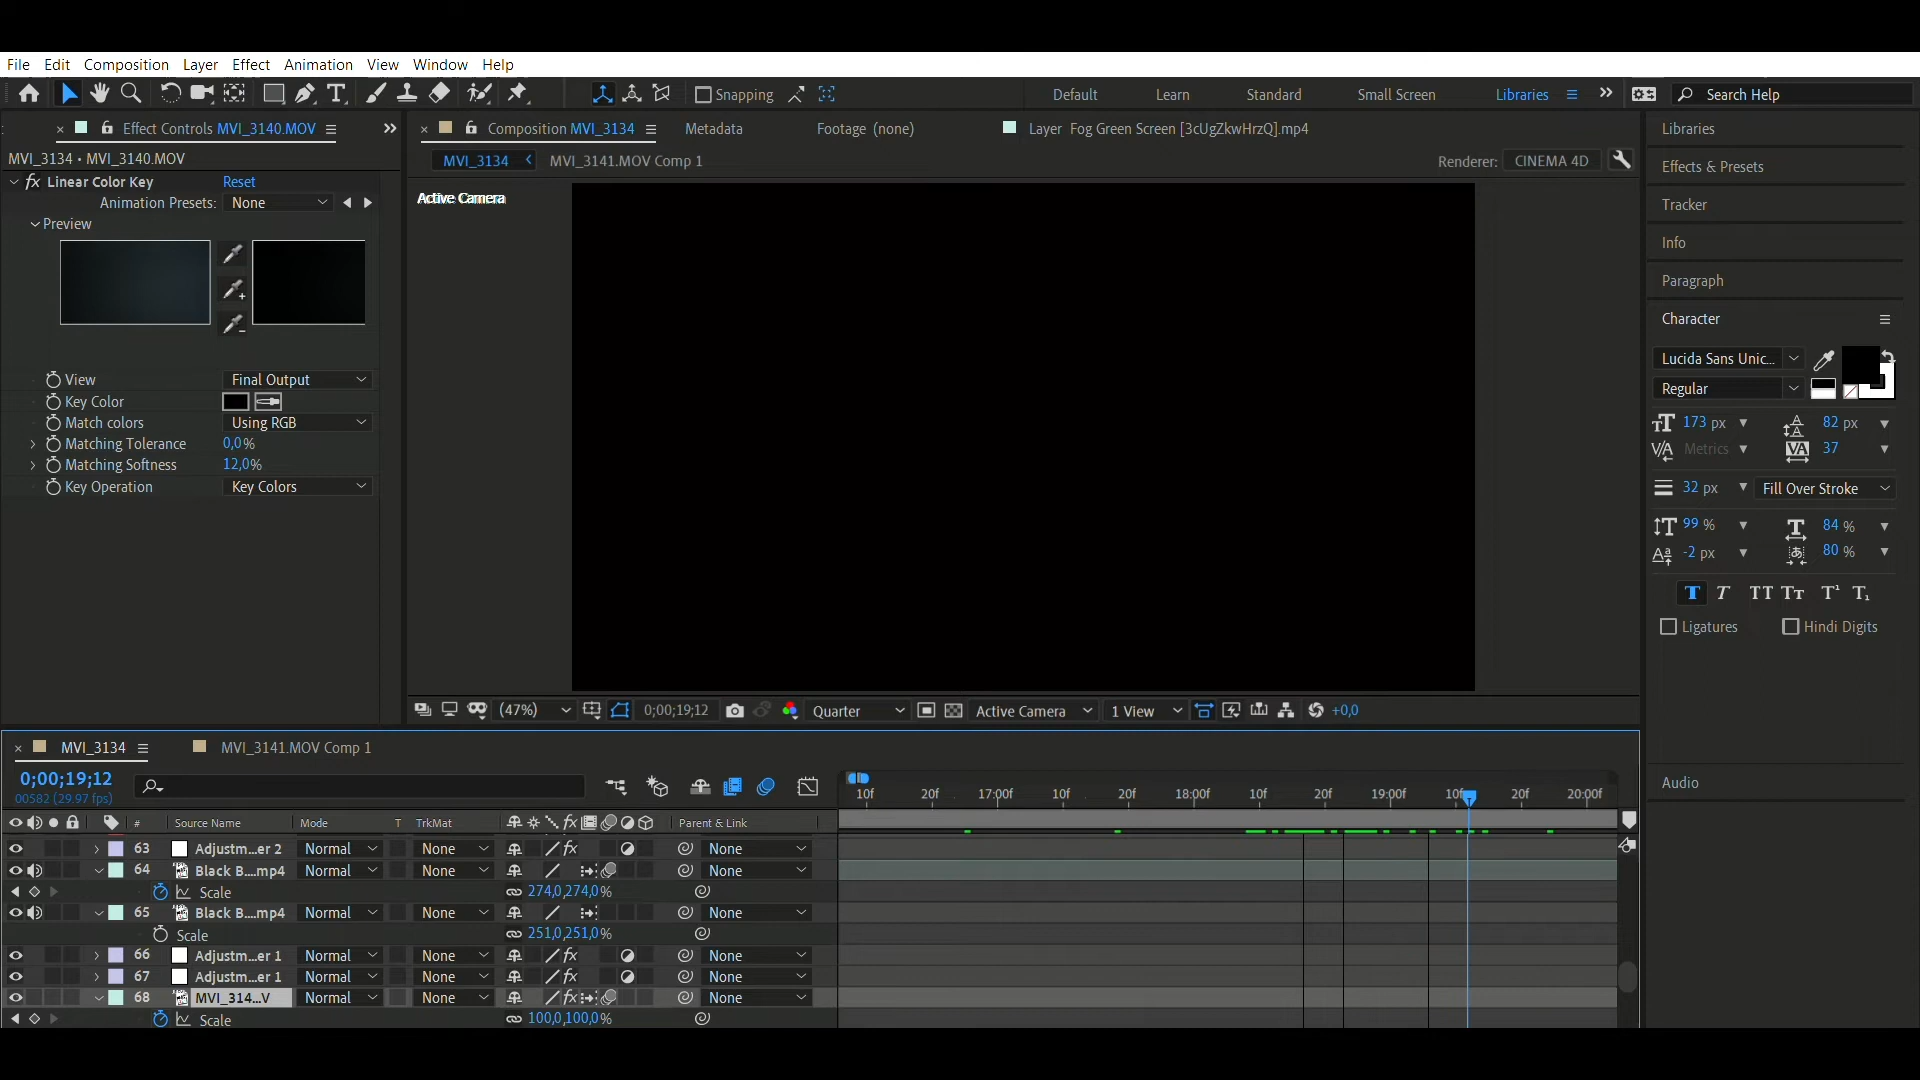 File Edit Composition Layer Effect Animation View Window Help
Snapping Default Learn Standard Small Screen Libraries Search Help
Effect Controls MVI_3140.MOV
MVI_3134 • MVI_3140.MOV
fx Linear Color Key Reset
Animation Presets: None
Preview
View Final Output
Key Color
Match colors Using RGB
Matching Tolerance 0,0%
Matching Softness 12,0%
Key Operation Key Colors
Composition MVI_3134 Metadata Footage (none) Layer Fog Green Screen [3cUgZkwHrzQ].mp4
MVI_3134 MVI_3141.MOV Comp 1 Renderer: CINEMA 4D
Active Camera
(47%) 0;00;19;12 Quarter Active Camera 1 View +0,0
Libraries
Effects & Presets
Tracker
Info
Paragraph
Character
Lucida Sans Unic...
Regular
173 px 82 px
Metrics 37
32 px Fill Over Stroke
99 % 84 %
-2 px 80 %
T T TT Tт T¹ T₁
Ligatures Hindi Digits
Audio
MVI_3134 MVI_3141.MOV Comp 1
0;00;19;12
00582 (29.97 fps)
10f 20f 17:00f 10f 20f 18:00f 10f 20f 19:00f 10f 20f 20:00f
# Source Name Mode T TrkMat Parent & Link
63 Adjustm...er 2 Normal None None
64 Black B....mp4 Normal None None
Scale 274,0,274,0%
65 Black B....mp4 Normal None None
Scale 251,0,251,0%
66 Adjustm...er 1 Normal None None
67 Adjustm...er 1 Normal None None
68 MVI_314...V Normal None None
Scale 100,0,100,0%